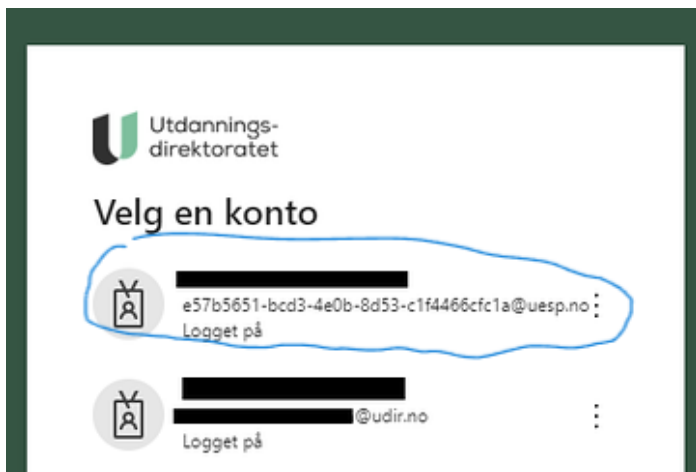 Utdannings-
direktoratet
Velg en konto
e57b5651-bcd3-4e0b-8d53-c1f4466cfc1a@uesp.no
Logget på
@udir.no
Logget på